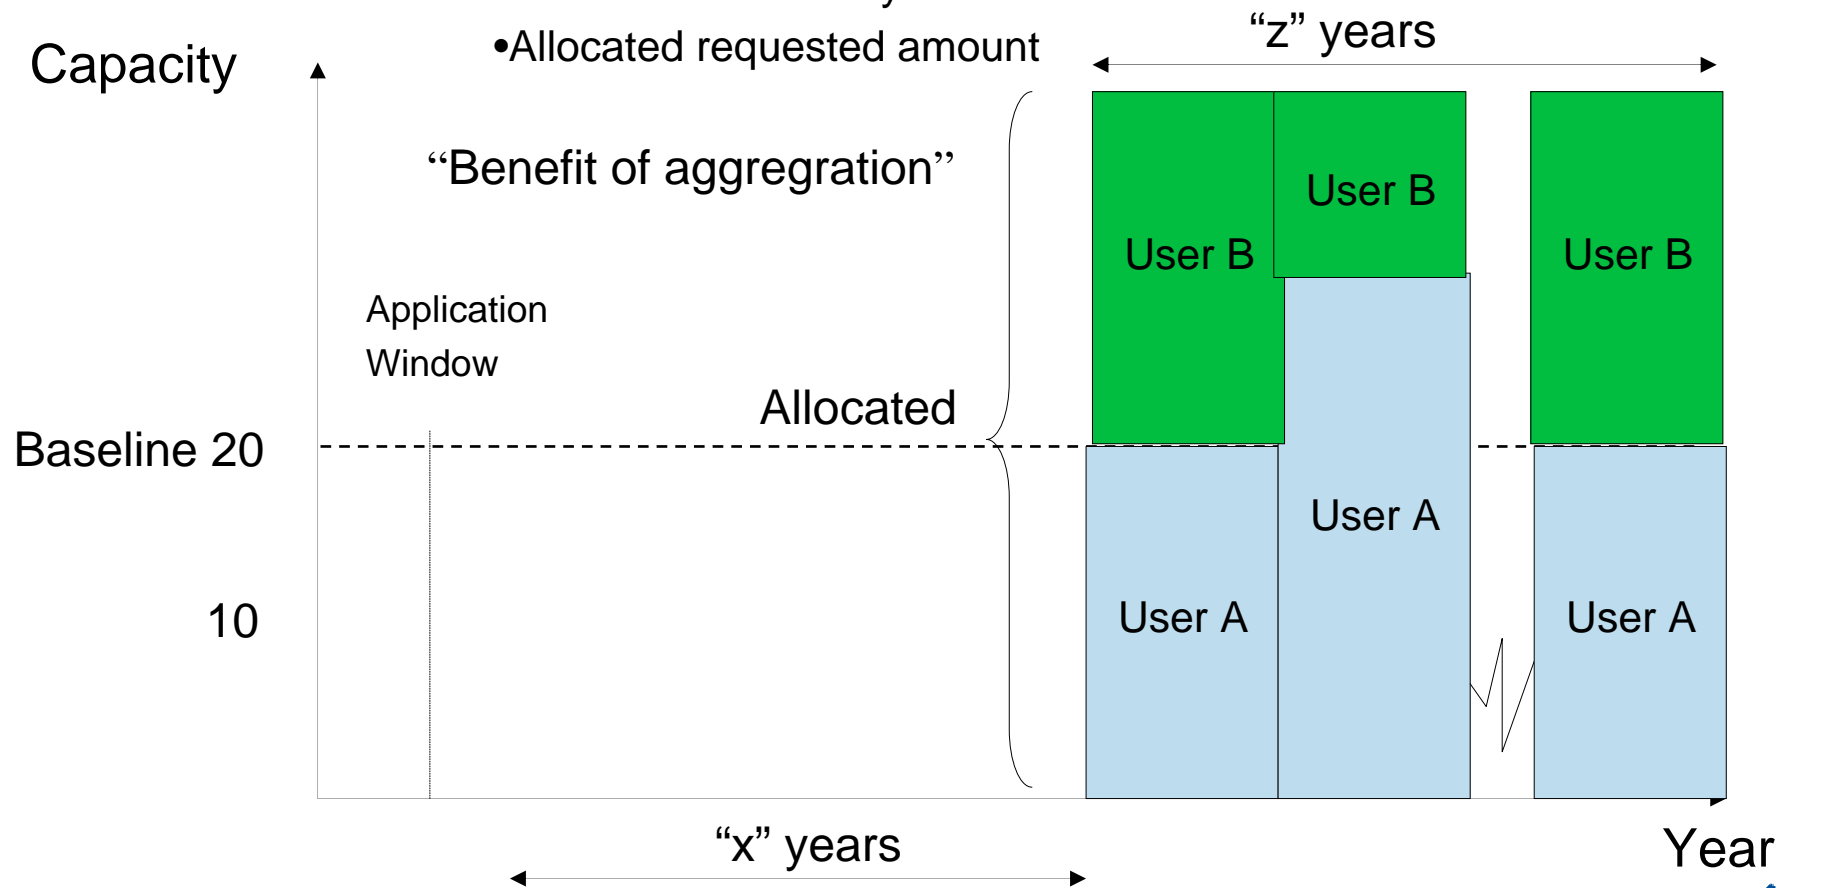 •Allocated requested amount
“z” years
Capacity
“Benefit of aggregration”
User B
User B
User B
Application
Window
Allocated
Baseline 20
User A
10
User A
User A
“x” years
Year